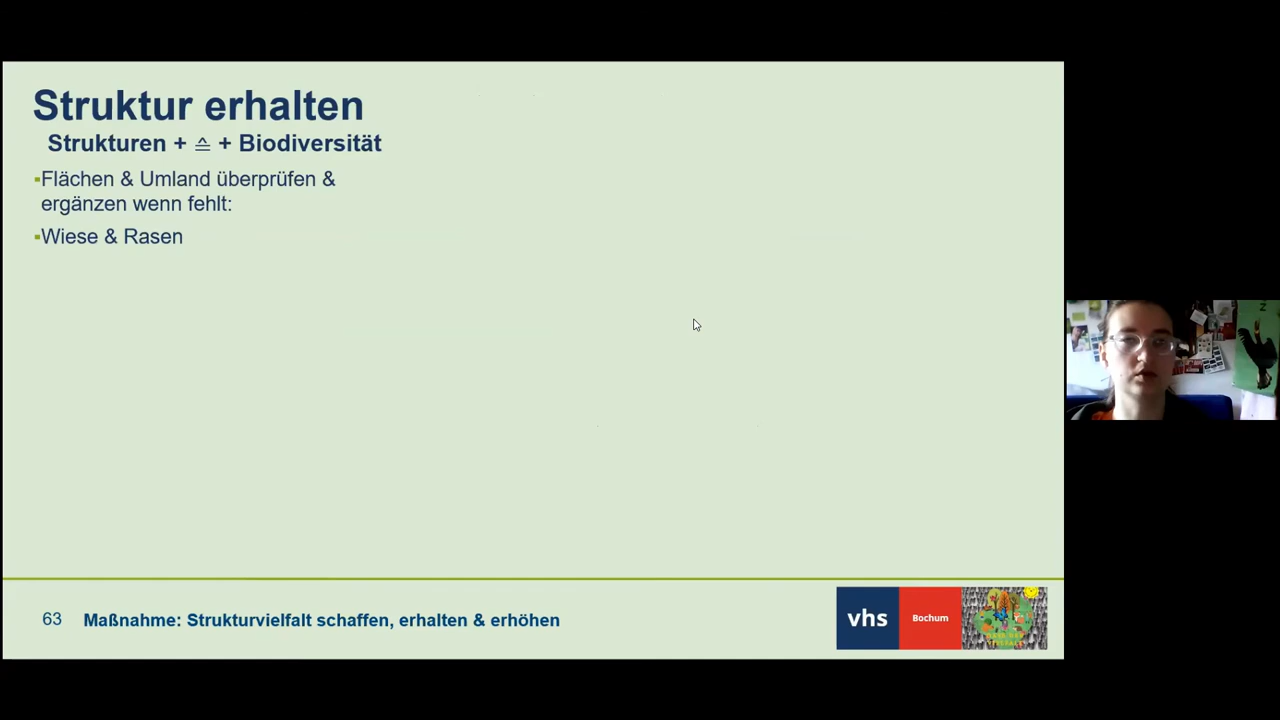 Struktur erhalten
Strukturen + ≙ + Biodiversität
▪Flächen & Umland überprüfen &
ergänzen wenn fehlt:
▪Wiese & Rasen
63 Maßnahme: Strukturvielfalt schaffen, erhalten & erhöhen
vhs Bochum